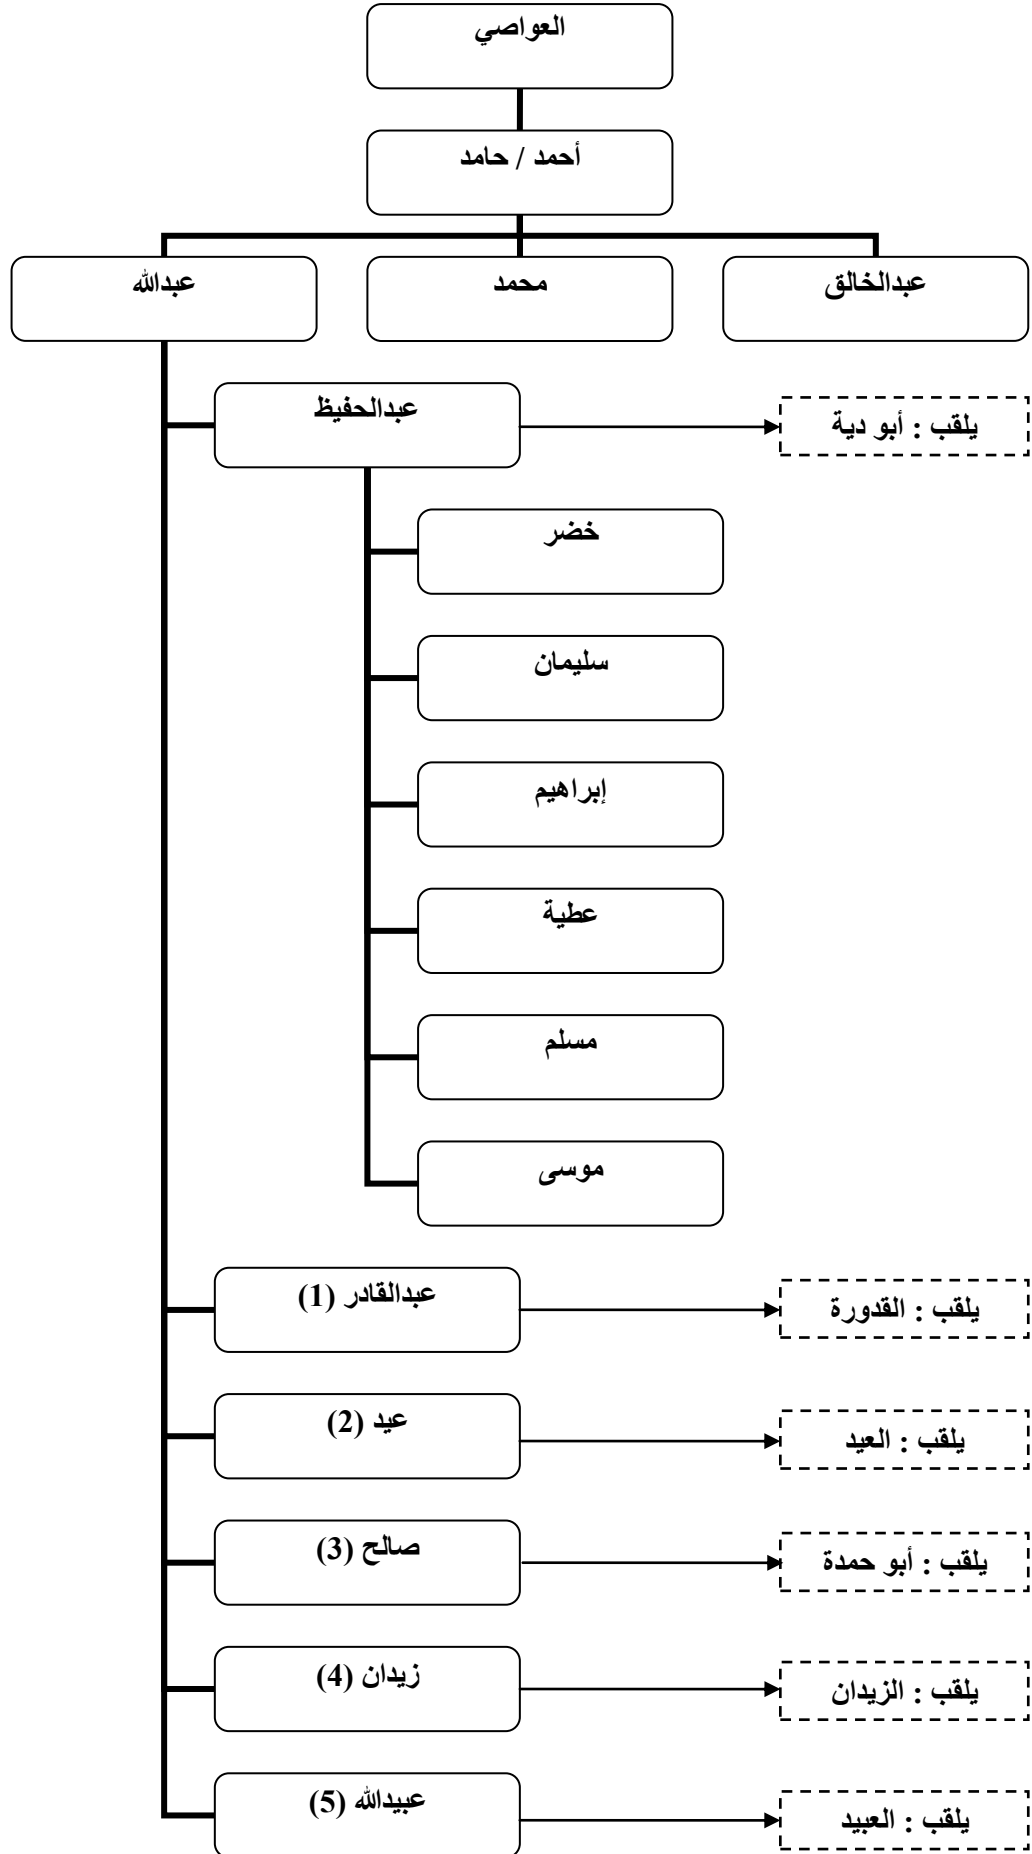 العواصي
أحمد / حامد
عبدالخالق
محمد
عبدالله
عبدالحفيظ
يلقب : أبو دية
خضر
سليمان
إبراهيم
عطية
مسلم
موسى
عبدالقادر (1)
يلقب : القدورة
عيد (2)
يلقب : العيد
صالح (3)
يلقب : أبو حمدة
زيدان (4)
يلقب : الزيدان
عبيدالله (5)
يلقب : العبيد